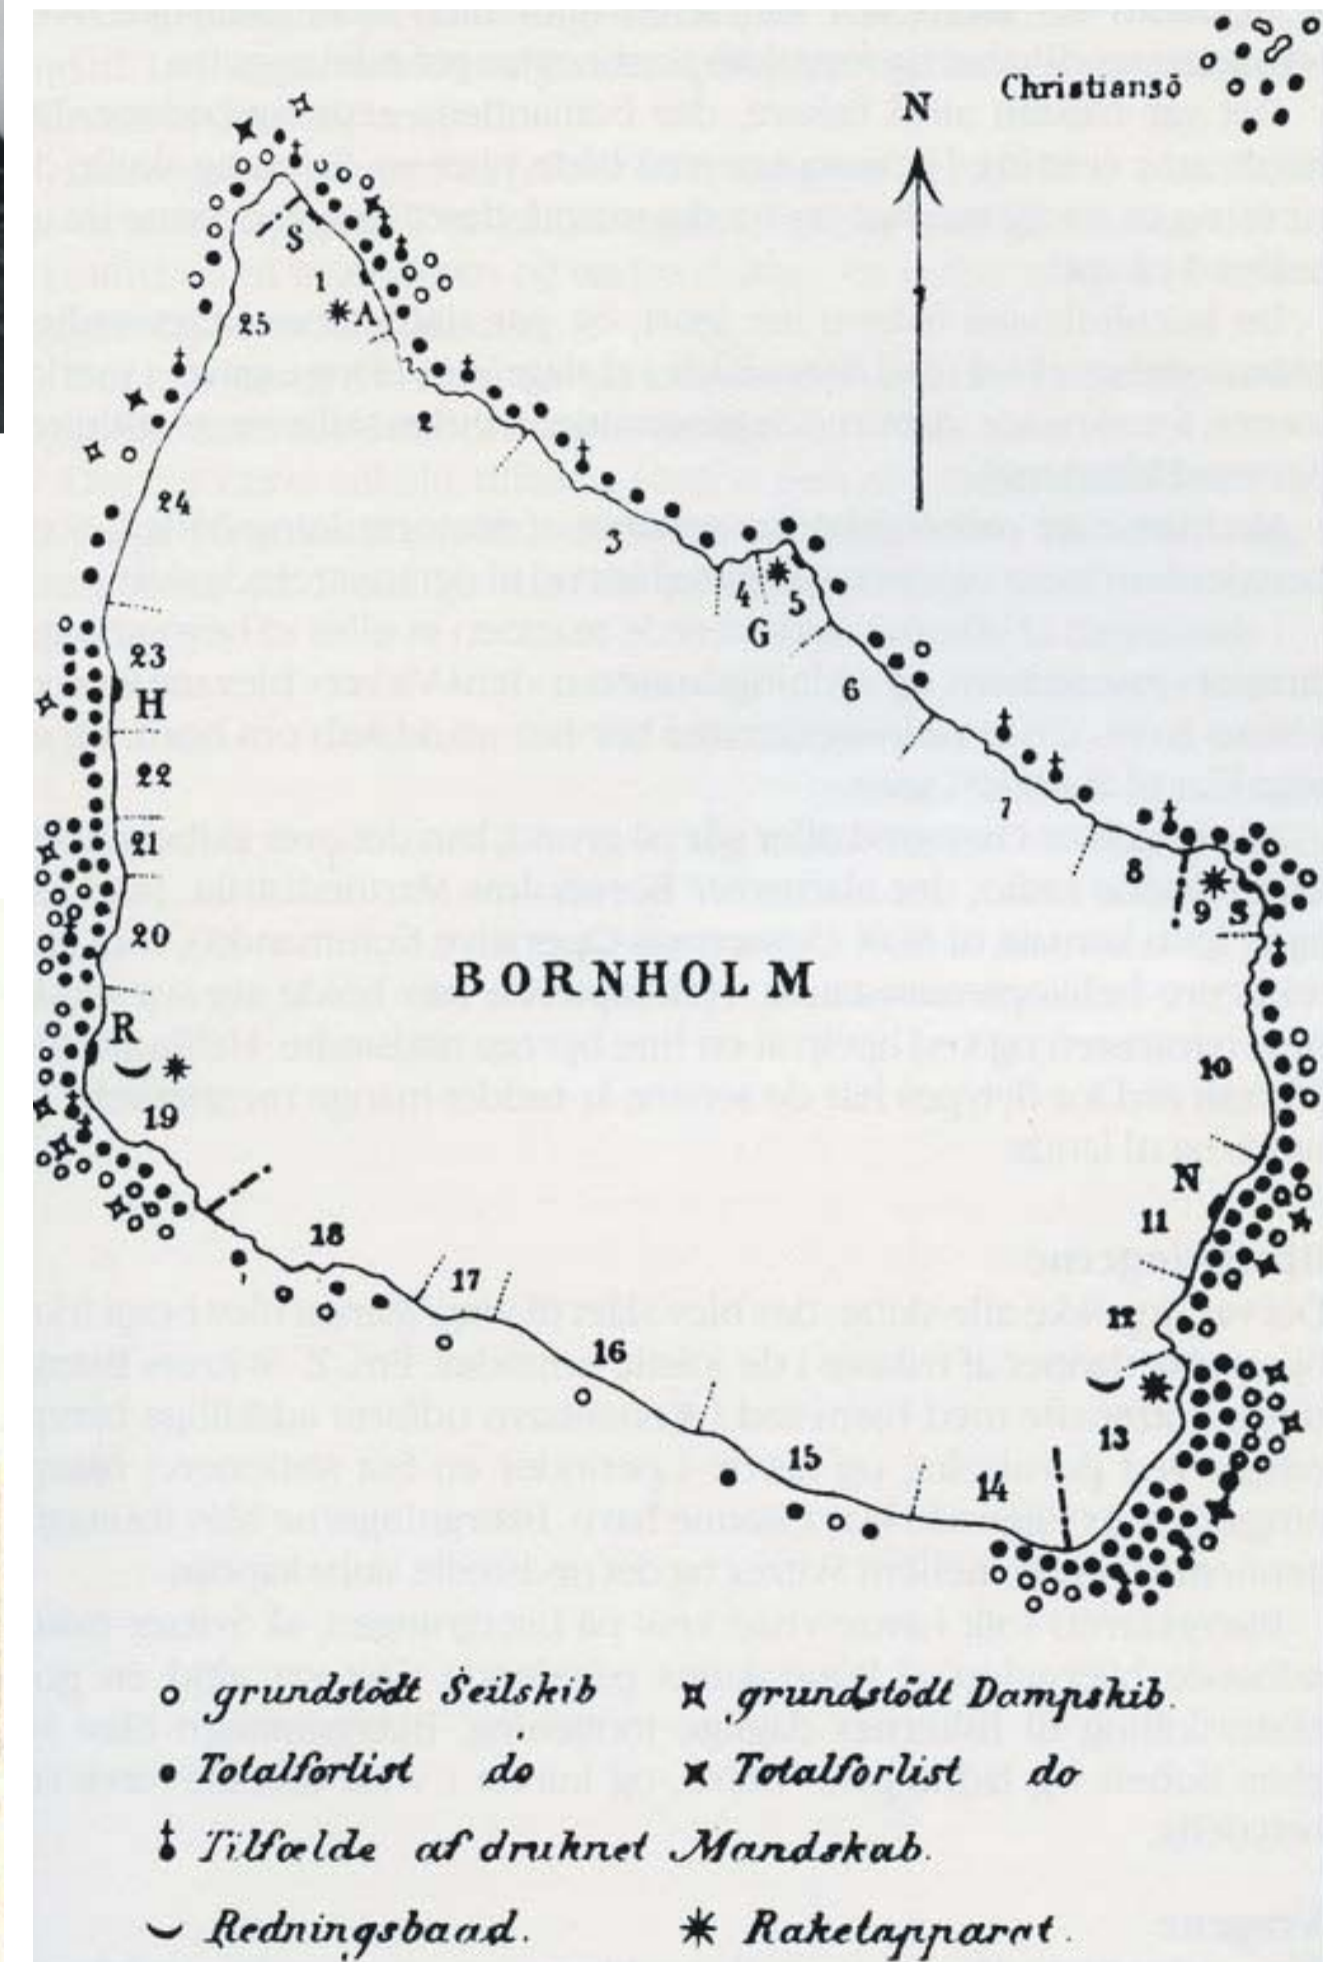 Christiansö
N
S
1
A
25
2
24
3
4
5
G
23
6
H
22
7
21
8
9 S
20
BORNHOLM
R
10
19
N
11
18
17
12
16
13
15
14
grundstödt Seilskib
grundstödt Dampskib.
Totalforlist do
Totalforlist do
Tilfælde af druknet Mandskab.
Redningsbaad.
Raketapparat.